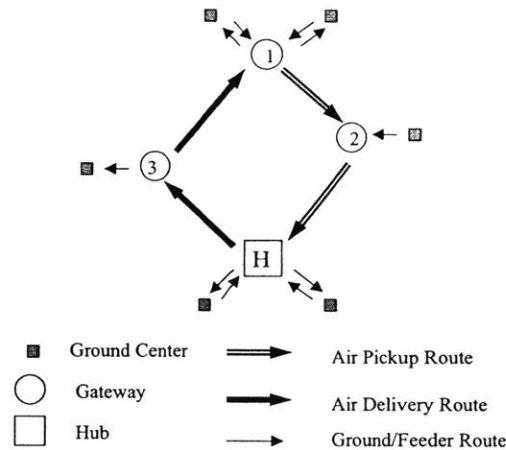 1
2
3
H
Ground Center
Air Pickup Route
Gateway
Air Delivery Route
Hub
Ground/Feeder Route